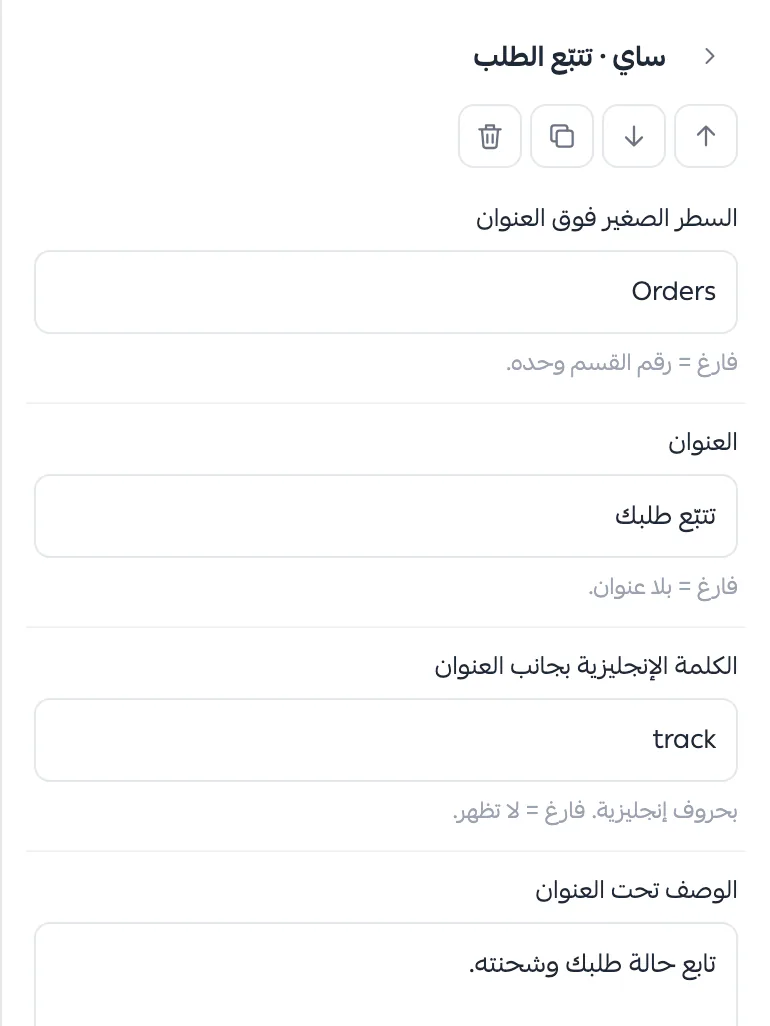 ساي · تتبّع الطلب
السطر الصغير فوق العنوان
Orders
فارغ = رقم القسم وحده.
العنوان
تتبّع طلبك
فارغ = بلا عنوان.
الكلمة الإنجليزية بجانب العنوان
track
بحروف إنجليزية. فارغ = لا تظهر.
الوصف تحت العنوان
تابع حالة طلبك وشحنته.